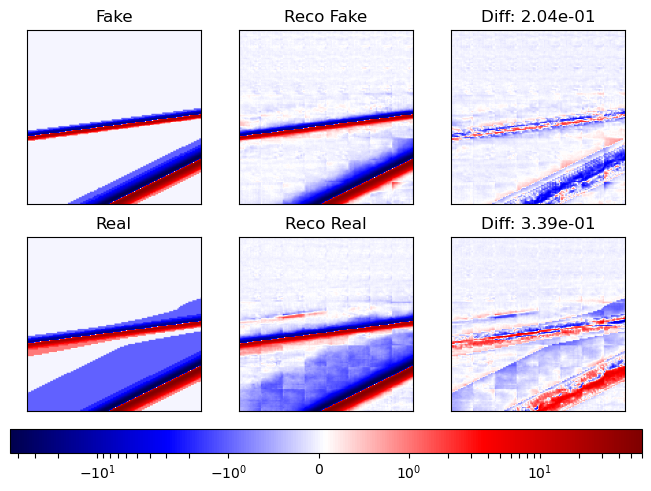 Fake Reco Fake Diff: 2.04e-01
Real Reco Real Diff: 3.39e-01
−10¹ −10⁰ 0 10⁰ 10¹